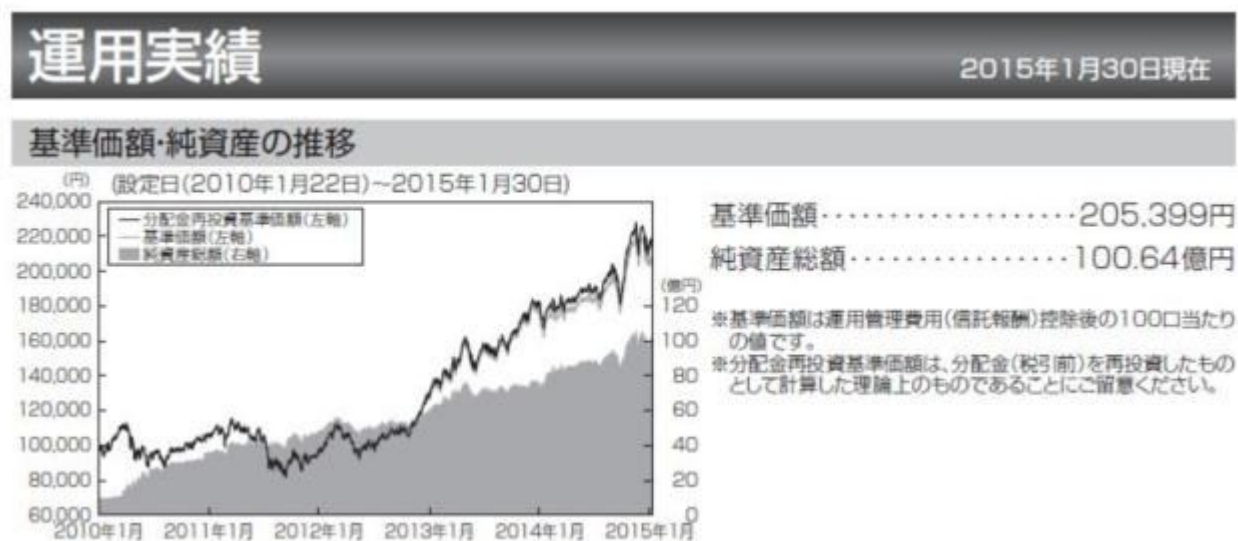 運用実績
2015年1月30日現在
基準価額・純資産の推移
(円) (設定日(2010年1月22日)～2015年1月30日)
240,000
220,000
200,000
180,000
160,000
140,000
120,000
100,000
80,000
60,000
分配金再投資基準価額(左軸)
基準価額(左軸)
純資産総額(右軸)
(億円)
120
100
80
60
40
20
0
2010年1月 2011年1月 2012年1月 2013年1月 2014年1月 2015年1月
基準価額・・・・・・・・・・・・・・・・・・・205,399円
純資産総額・・・・・・・・・・・・・・・・100.64億円
※基準価額は運用管理費用(信託報酬)控除後の100口当たり
の値です。
※分配金再投資基準価額は、分配金(税引前)を再投資したもの
として計算した理論上のものであることにご留意ください。